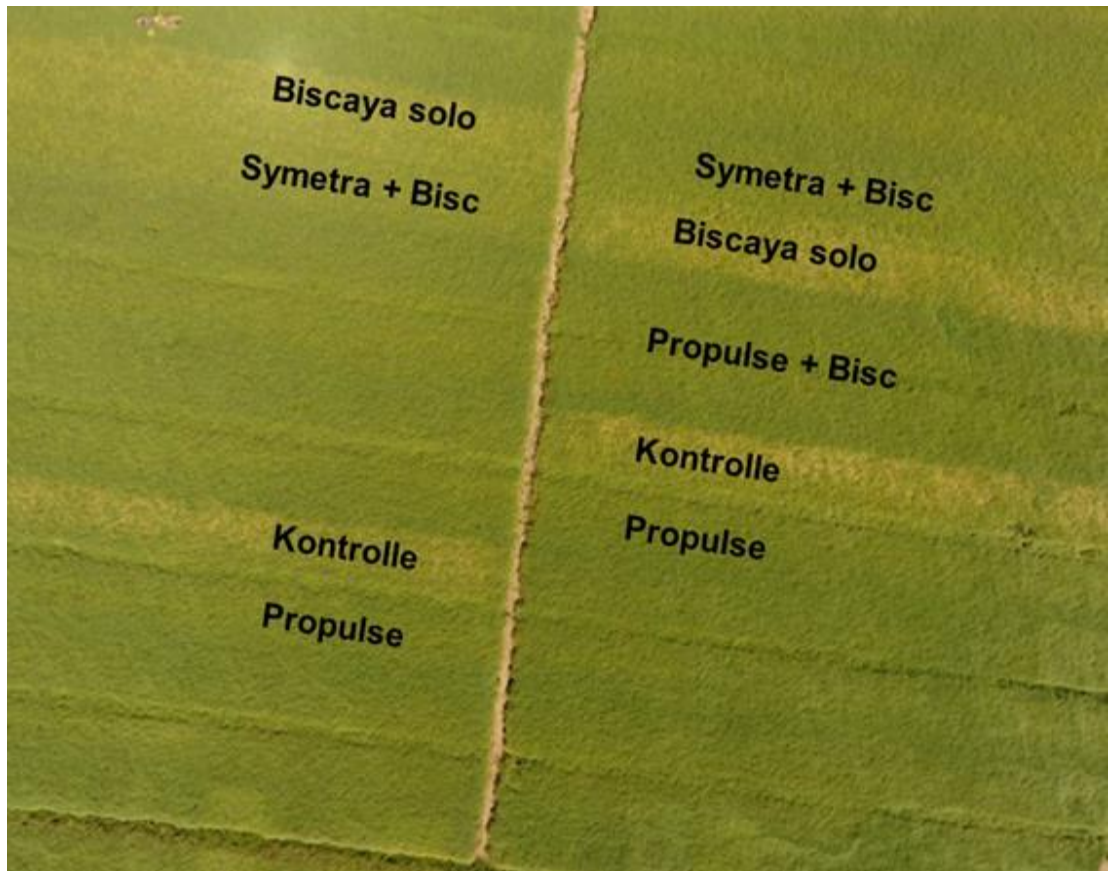 Biscaya solo
Symetra + Bisc
Kontrolle
Propulse
Symetra + Bisc
Biscaya solo
Propulse + Bisc
Kontrolle
Propulse